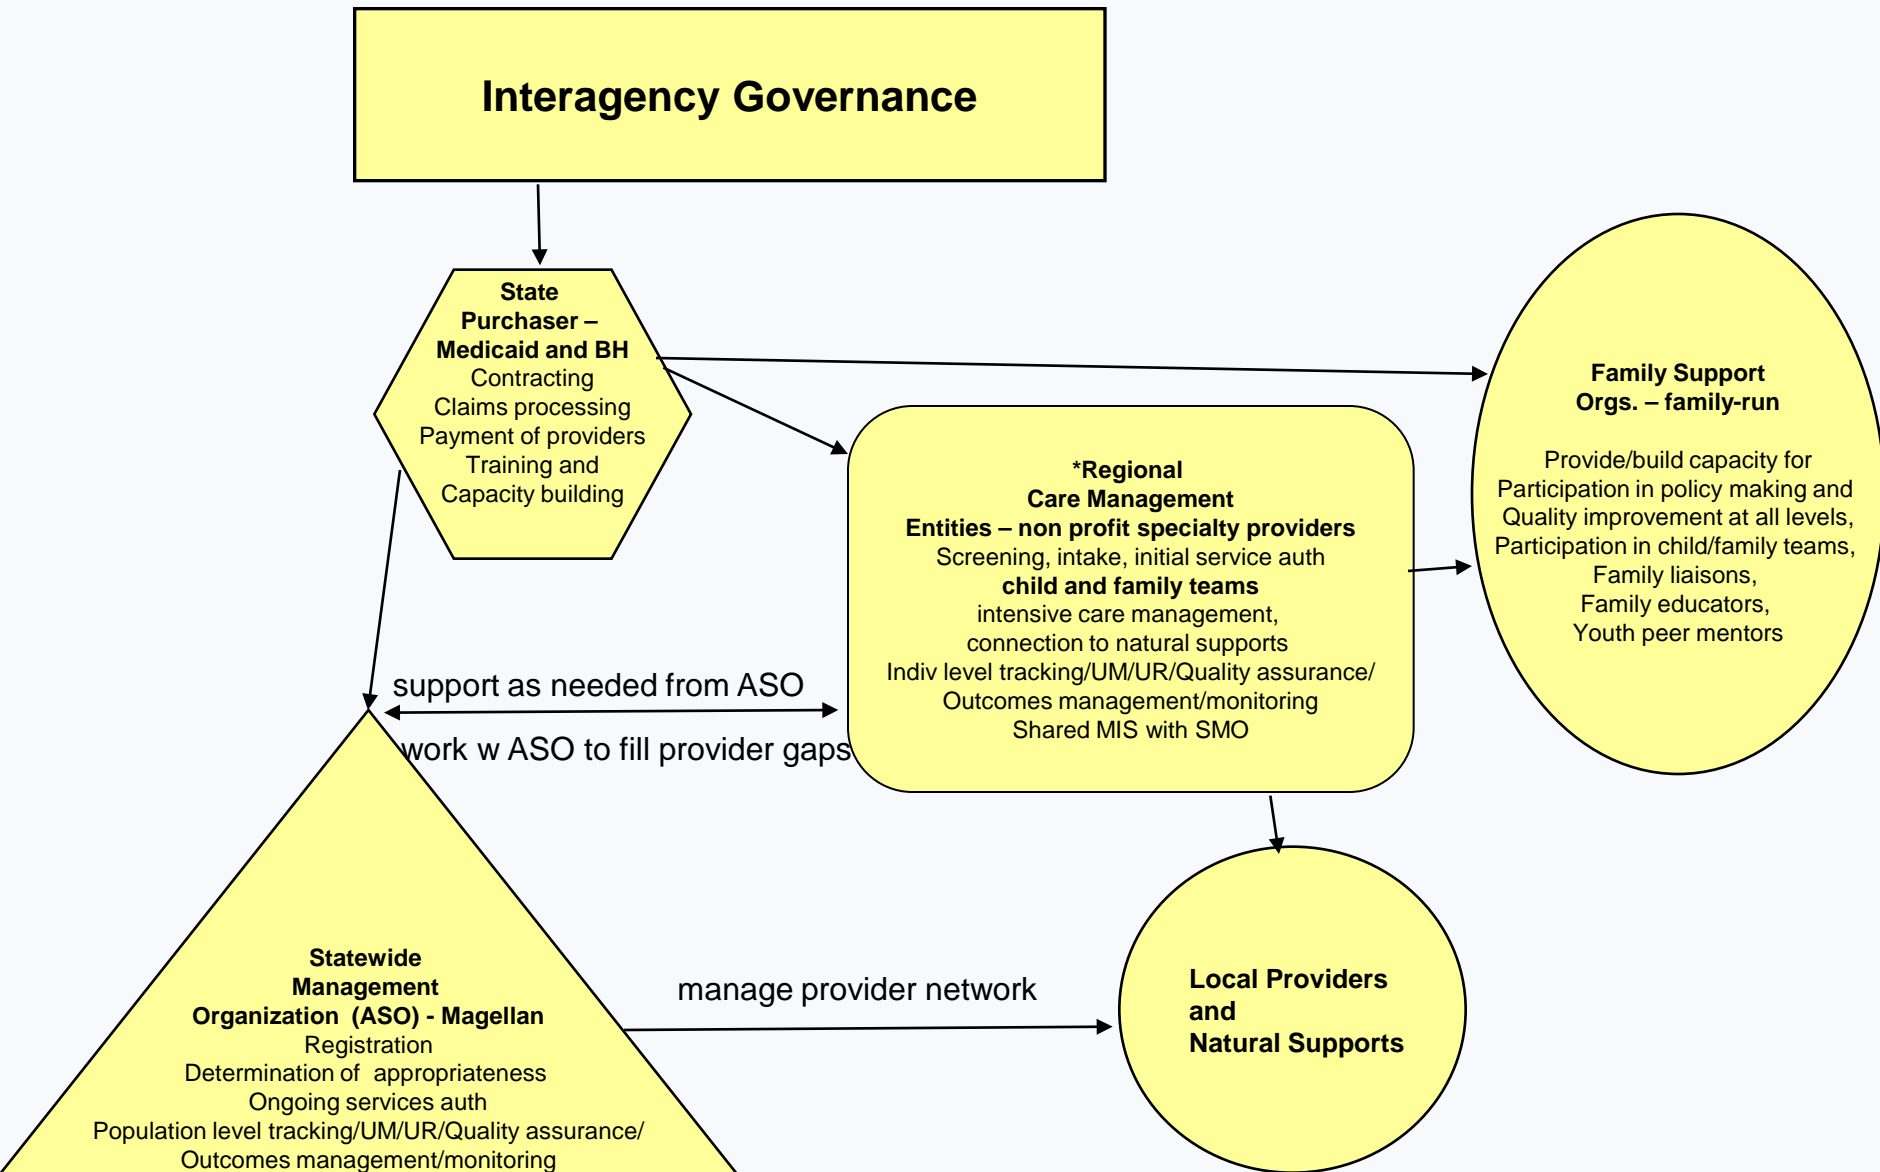 Interagency Governance
State
Purchaser –
Medicaid and BH
Contracting
Claims processing
Payment of providers
Training and
Capacity building
Family Support
Orgs. – family-run
Provide/build capacity for
Participation in policy making and
Quality improvement at all levels,
Participation in child/family teams,
Family liaisons,
Family educators,
Youth peer mentors
*Regional
Care Management
Entities – non profit specialty providers
Screening, intake, initial service auth
child and family teams
intensive care management,
connection to natural supports
Indiv level tracking/UM/UR/Quality assurance/
Outcomes management/monitoring
Shared MIS with SMO
support as needed from ASO
work w ASO to fill provider gaps
Statewide
Management
Organization (ASO) - Magellan
Registration
Determination of appropriateness
Ongoing services auth
Population level tracking/UM/UR/Quality assurance/
Outcomes management/monitoring
manage provider network
Local Providers
and
Natural Supports